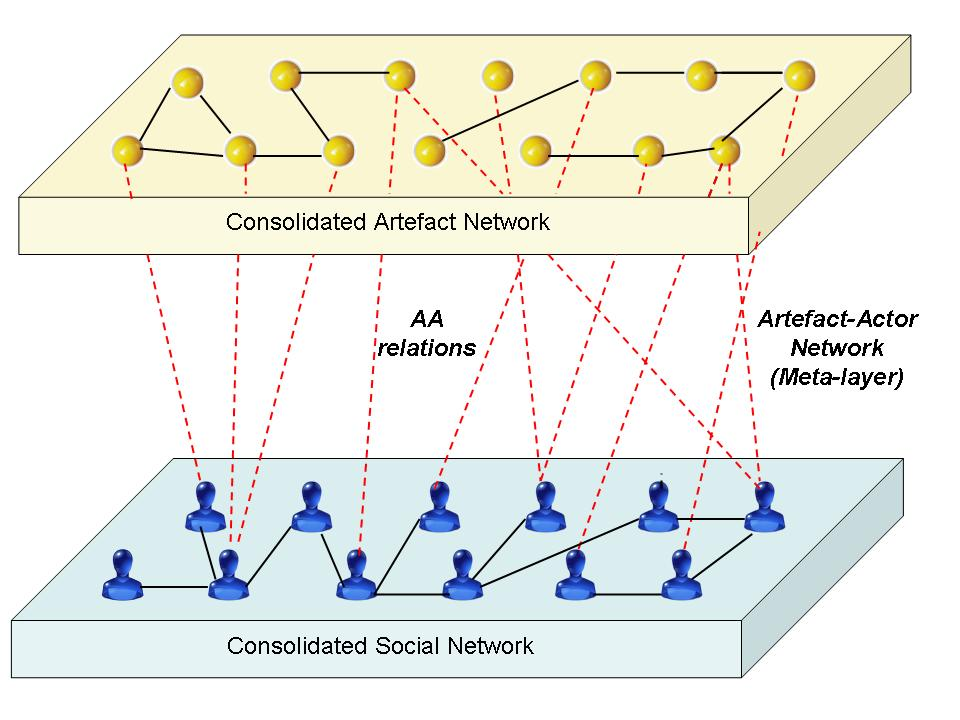 Consolidated Artefact Network
AA
relations
Artefact-Actor
Network
(Meta-layer)
Consolidated Social Network